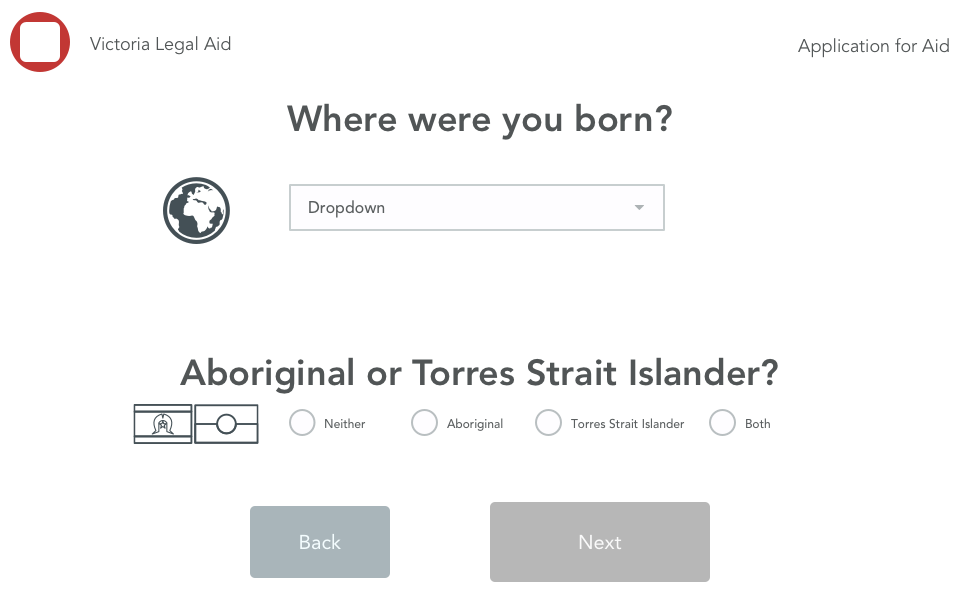 Victoria Legal Aid
Application for Aid
Where were you born?
Dropdown
Aboriginal or Torres Strait Islander?
Neither Aboriginal Torres Strait Islander Both
Back Next